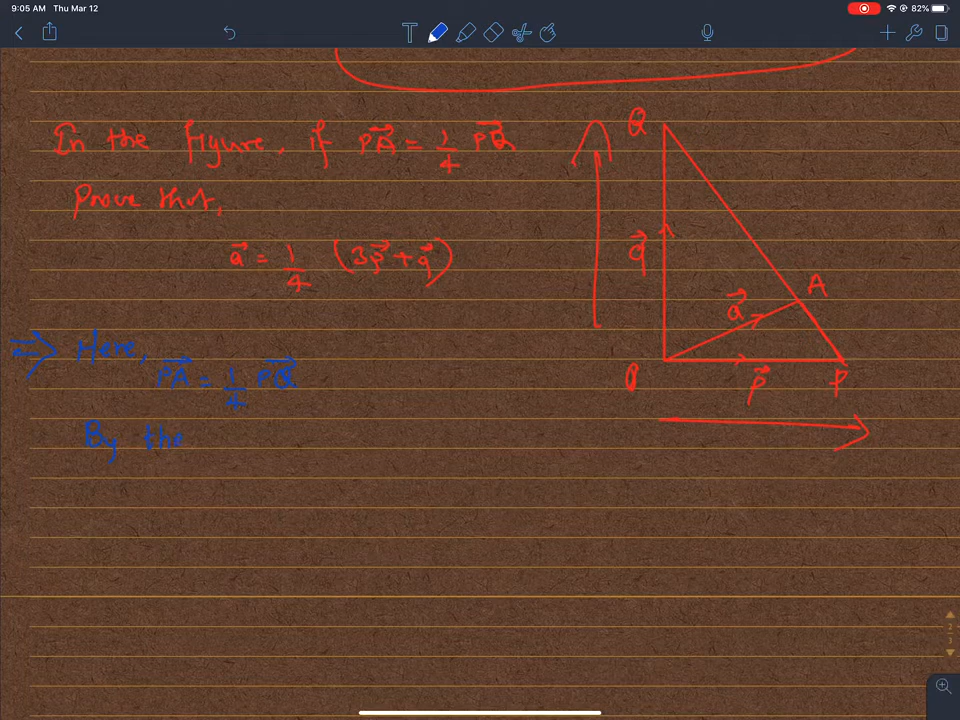 9:05 AM Thu Mar 12
82%
In the figure, if PA⃗ = 1/4 PQ⃗
Prove that,
a⃗ = 1/4 (3p⃗ + q⃗)
⇒ Here,
PA⃗ = 1/4 PQ⃗
By the
Q
q⃗
A
a⃗
O
p⃗
P